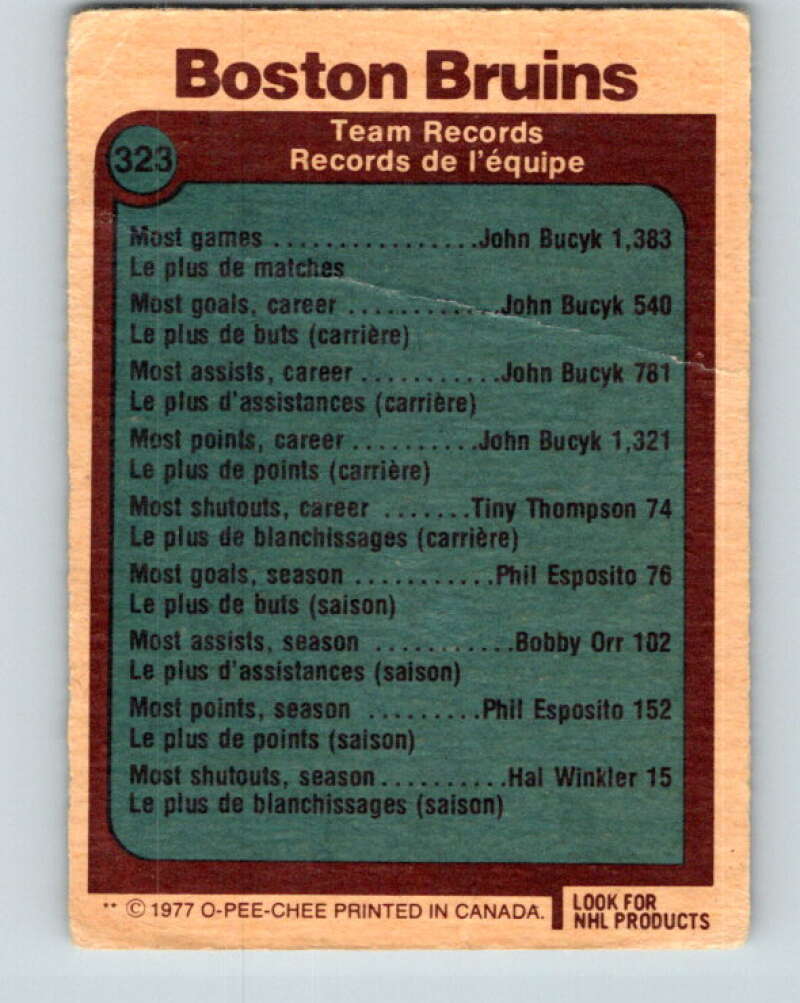 Boston Bruins
323
Team Records
Records de l'équipe
Most games ................John Bucyk 1,383
Le plus de matches
Most goals, career ............John Bucyk 540
Le plus de buts (carrière)
Most assists, career ...........John Bucyk 781
Le plus d'assistances (carrière)
Most points, career ..........John Bucyk 1,321
Le plus de points (carrière)
Most shutouts, career .......Tiny Thompson 74
Le plus de blanchissages (carrière)
Most goals, season ...........Phil Esposito 76
Le plus de buts (saison)
Most assists, season ...........Bobby Orr 102
Le plus d'assistances (saison)
Most points, season .........Phil Esposito 152
Le plus de points (saison)
Most shutouts, season..........Hal Winkler 15
Le plus de blanchissages (saison)
** © 1977 O-PEE-CHEE PRINTED IN CANADA.
LOOK FOR
NHL PRODUCTS